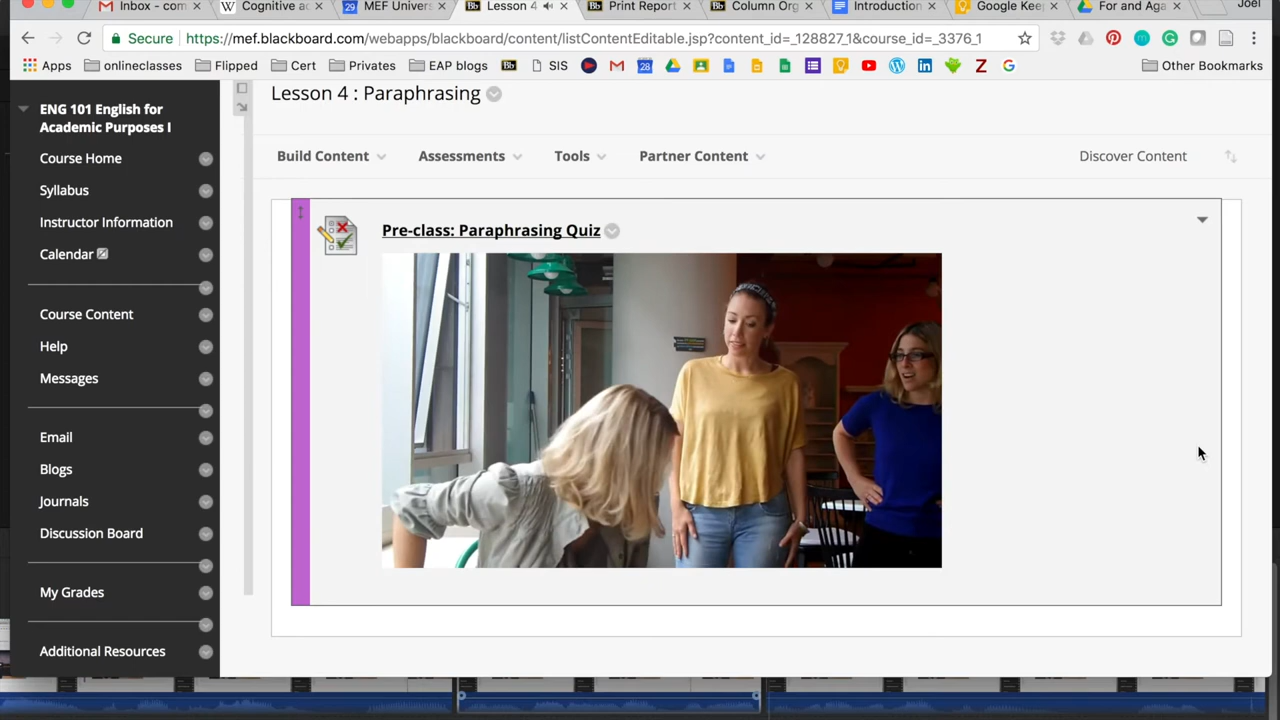 Inbox - com
Cognitive a
MEF Univers
Lesson 4
Print Report
Column Org
Introduction
Google Keep
For and Aga
Joel
Secure https://mef.blackboard.com/webapps/blackboard/content/listContentEditable.jsp?content_id=_128827_1&course_id=_3376_1
Apps onlineclasses Flipped Cert Privates EAP blogs Bb SIS Other Bookmarks
ENG 101 English for
Academic Purposes I
Course Home
Syllabus
Instructor Information
Calendar
Course Content
Help
Messages
Email
Blogs
Journals
Discussion Board
My Grades
Additional Resources
Lesson 4 : Paraphrasing
Build Content Assessments Tools Partner Content Discover Content
Pre-class: Paraphrasing Quiz